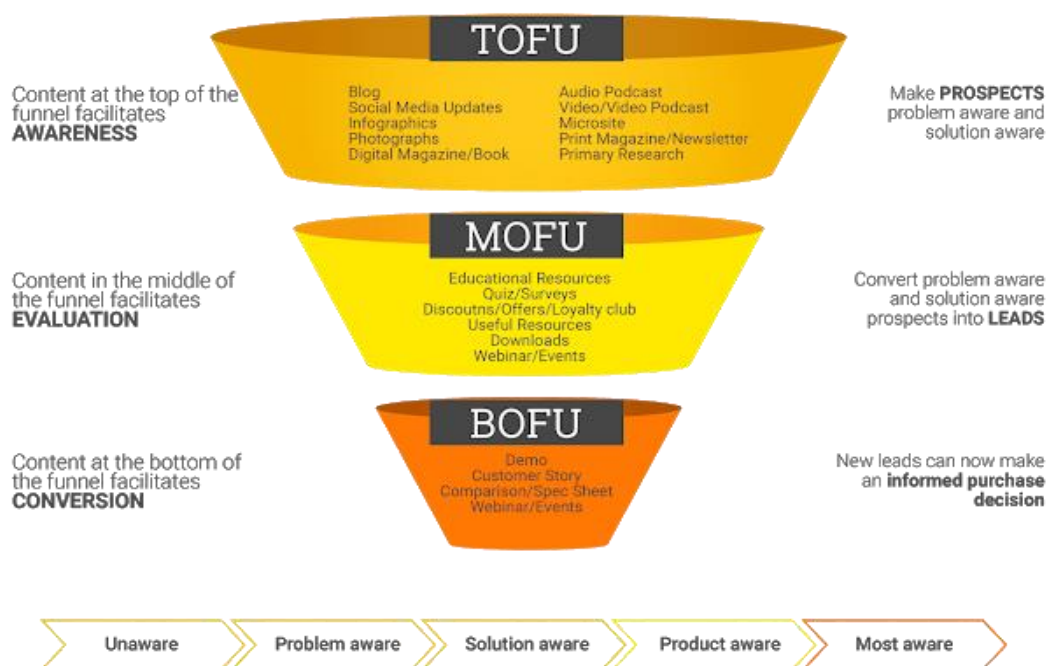 TOFU
Content at the top of the
funnel facilitates
AWARENESS
Blog
Social Media Updates
Infographics
Photographs
Digital Magazine/Book
Audio Podcast
Video/Video Podcast
Microsite
Print Magazine/Newsletter
Primary Research
Make PROSPECTS
problem aware and
solution aware
MOFU
Content in the middle of
the funnel facilitates
EVALUATION
Educational Resources
Quiz/Surveys
Discoutns/Offers/Loyalty club
Useful Resources
Downloads
Webinar/Events
Convert problem aware
and solution aware
prospects into LEADS
BOFU
Content at the bottom of
the funnel facilitates
CONVERSION
Demo
Customer Story
Comparison/Spec Sheet
Webinar/Events
New leads can now make
an informed purchase
decision
Unaware
Problem aware
Solution aware
Product aware
Most aware